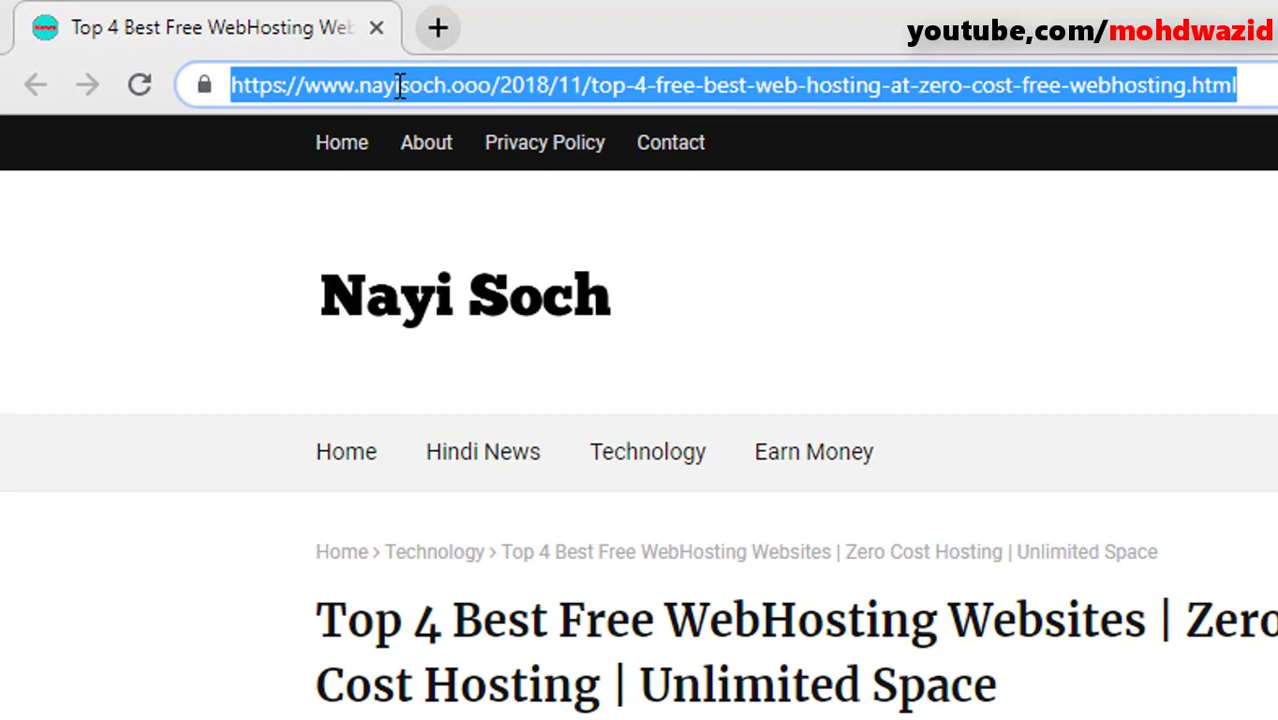 Top 4 Best Free WebHosting Web
youtube,com/mohdwazid
https://www.nayisoch.ooo/2018/11/top-4-free-best-web-hosting-at-zero-cost-free-webhosting.html
Home About Privacy Policy Contact
Nayi Soch
Home Hindi News Technology Earn Money
Home > Technology > Top 4 Best Free WebHosting Websites | Zero Cost Hosting | Unlimited Space
Top 4 Best Free WebHosting Websites | Zero
Cost Hosting | Unlimited Space